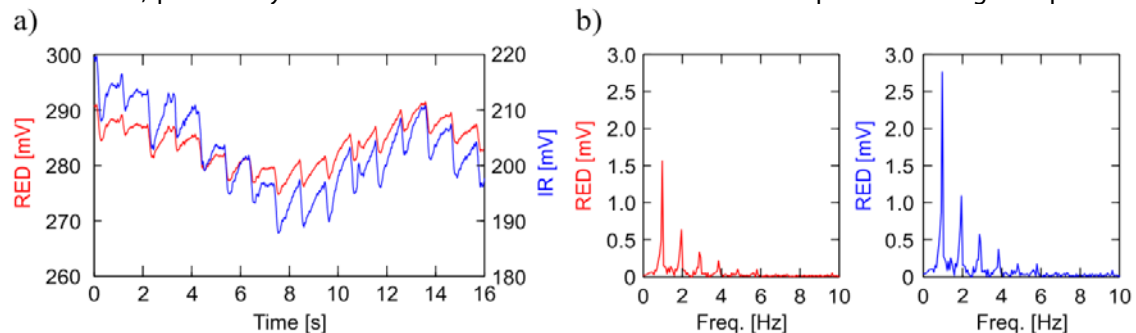 a)
b)
300
290
280
270
260
RED [mV]
220
210
200
190
180
IR [mV]
0 2 4 6 8 10 12 14 16
Time [s]
3.0
2.5
2.0
1.5
1.0
0.5
0
RED [mV]
0 2 4 6 8 10
Freq. [Hz]
3.0
2.5
2.0
1.5
1.0
0.5
0
RED [mV]
0 2 4 6 8 10
Freq. [Hz]